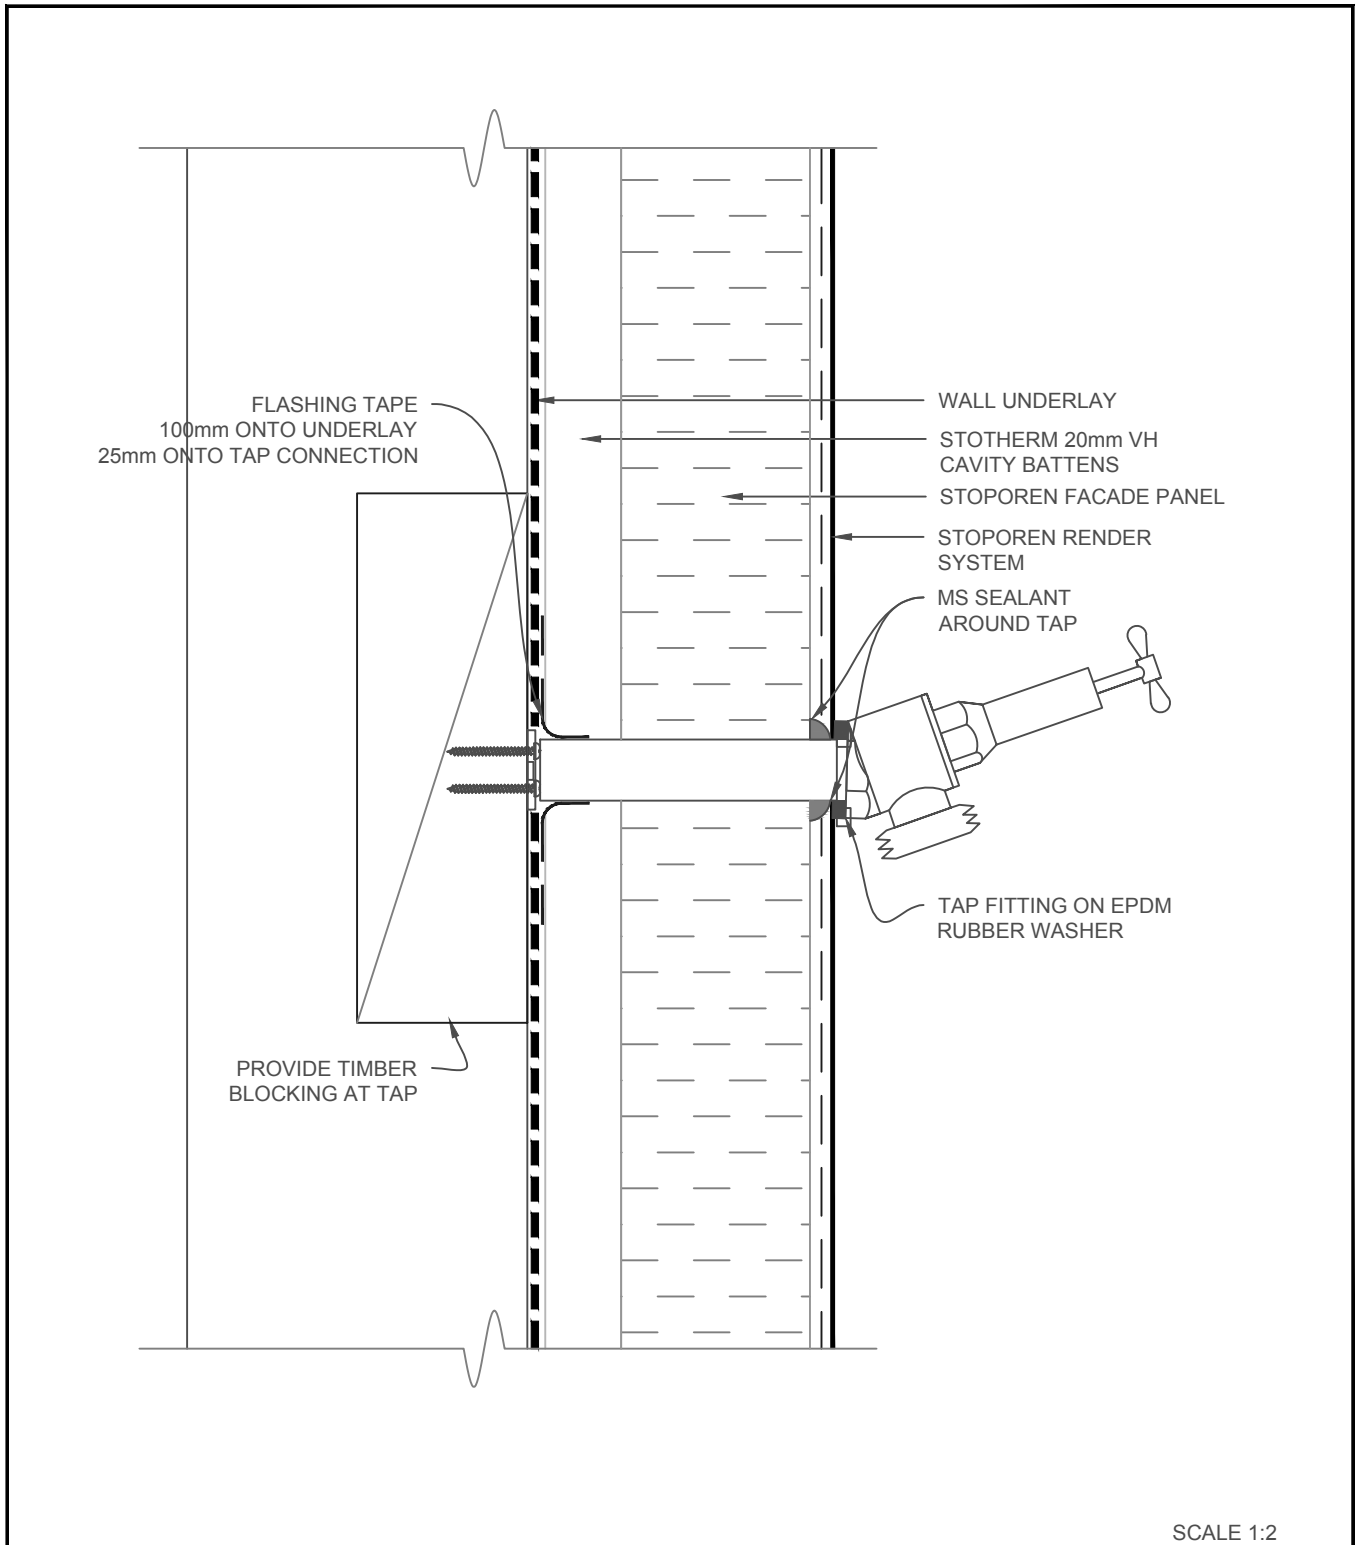 FLASHING TAPE
100mm ONTO UNDERLAY
25mm ONTO TAP CONNECTION
WALL UNDERLAY
STOTHERM 20mm VH
CAVITY BATTENS
STOPOREN FACADE PANEL
STOPOREN RENDER
SYSTEM
MS SEALANT
AROUND TAP
TAP FITTING ON EPDM
RUBBER WASHER
PROVIDE TIMBER
BLOCKING AT TAP
SCALE 1:2